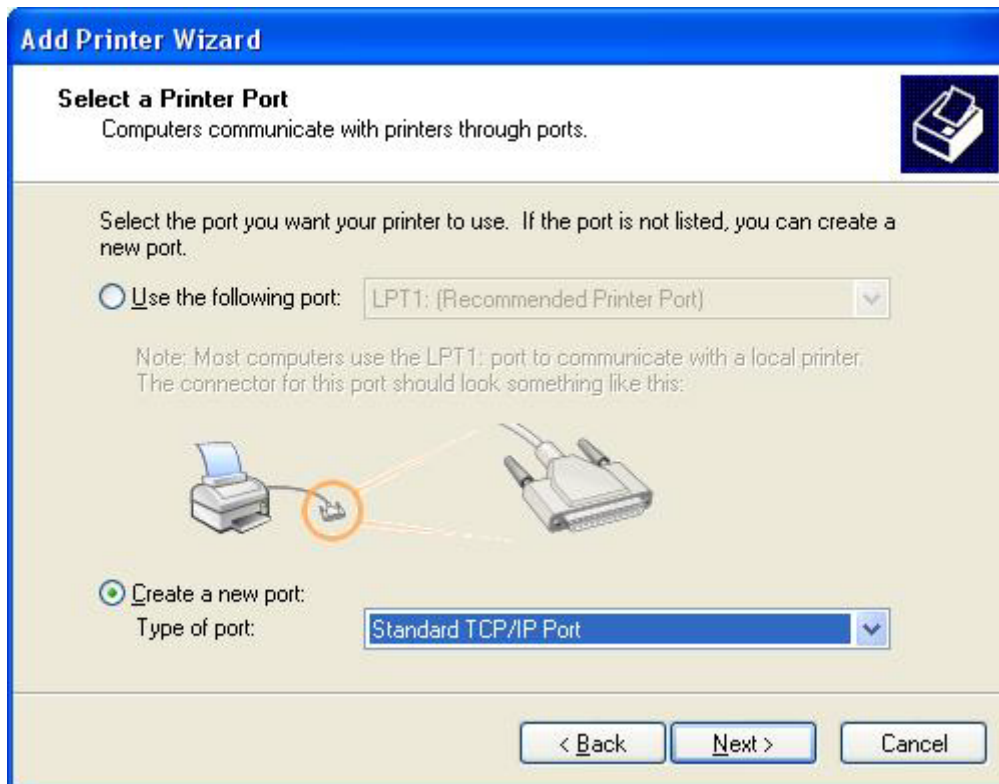 Add Printer Wizard
Select a Printer Port
Computers communicate with printers through ports.
Select the port you want your printer to use. If the port is not listed, you can create a
new port.
Use the following port: LPT1: (Recommended Printer Port)
Note: Most computers use the LPT1: port to communicate with a local printer.
The connector for this port should look something like this:
Create a new port:
Type of port: Standard TCP/IP Port
< Back Next > Cancel